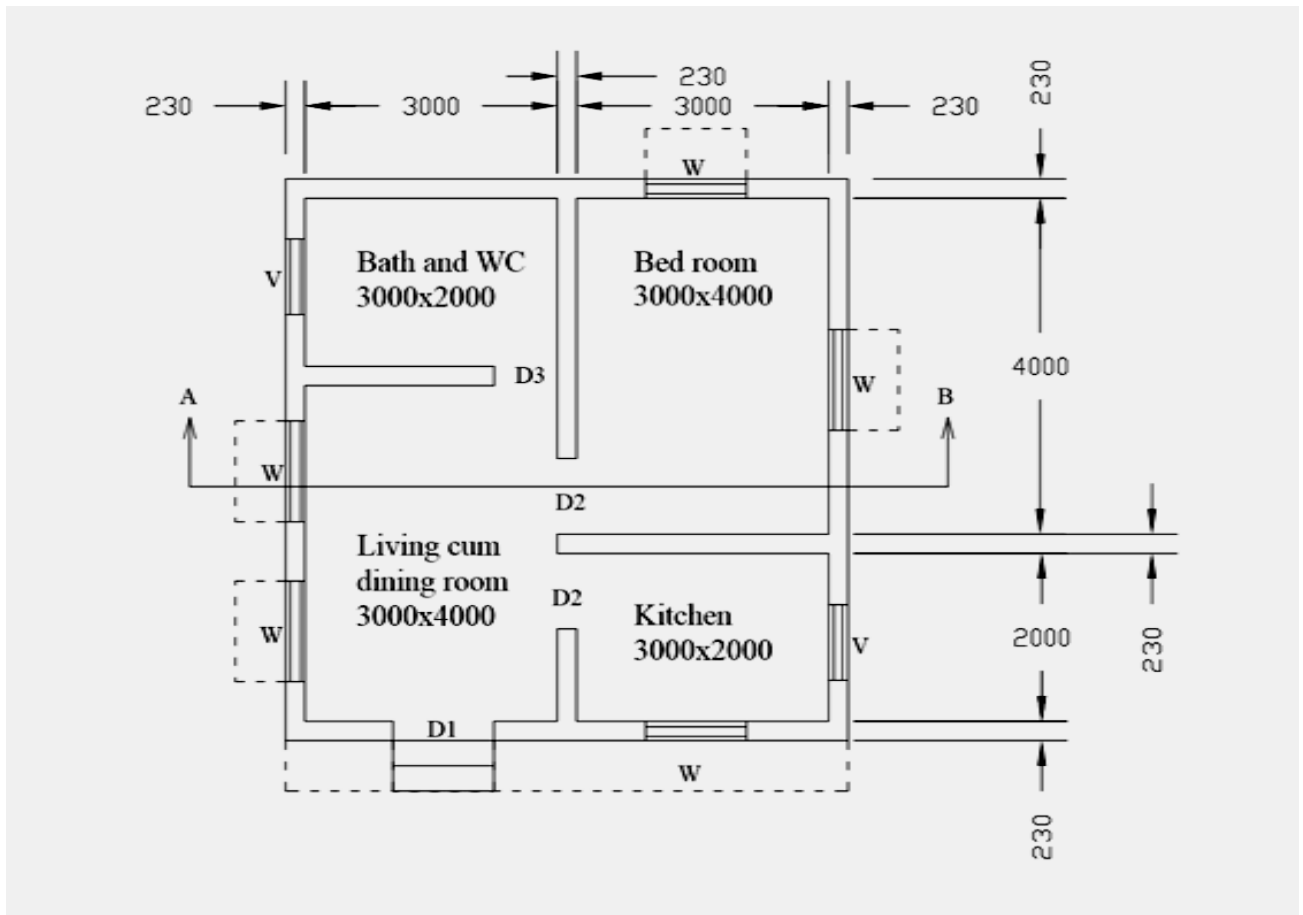 230
230 3000 3000 230
230
W
Bath and WC
3000x2000
Bed room
3000x4000
V
4000
D3
W
A
B
W
D2
Living cum
dining room
3000x4000
D2
Kitchen
3000x2000
W
V
2000
230
D1
W
230